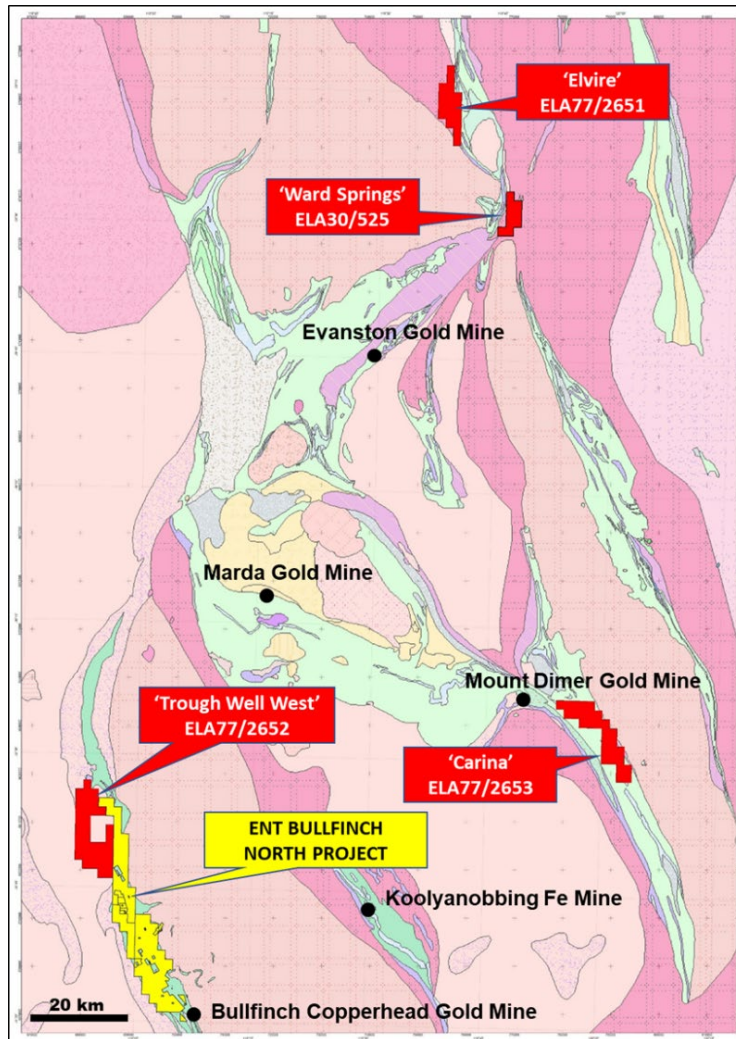 ‘Elvire’
ELA77/2651
‘Ward Springs’
ELA30/525
Evanston Gold Mine
Marda Gold Mine
Mount Dimer Gold Mine
‘Trough Well West’
ELA77/2652
‘Carina’
ELA77/2653
ENT BULLFINCH
NORTH PROJECT
Koolyanobbing Fe Mine
20 km
Bullfinch Copperhead Gold Mine